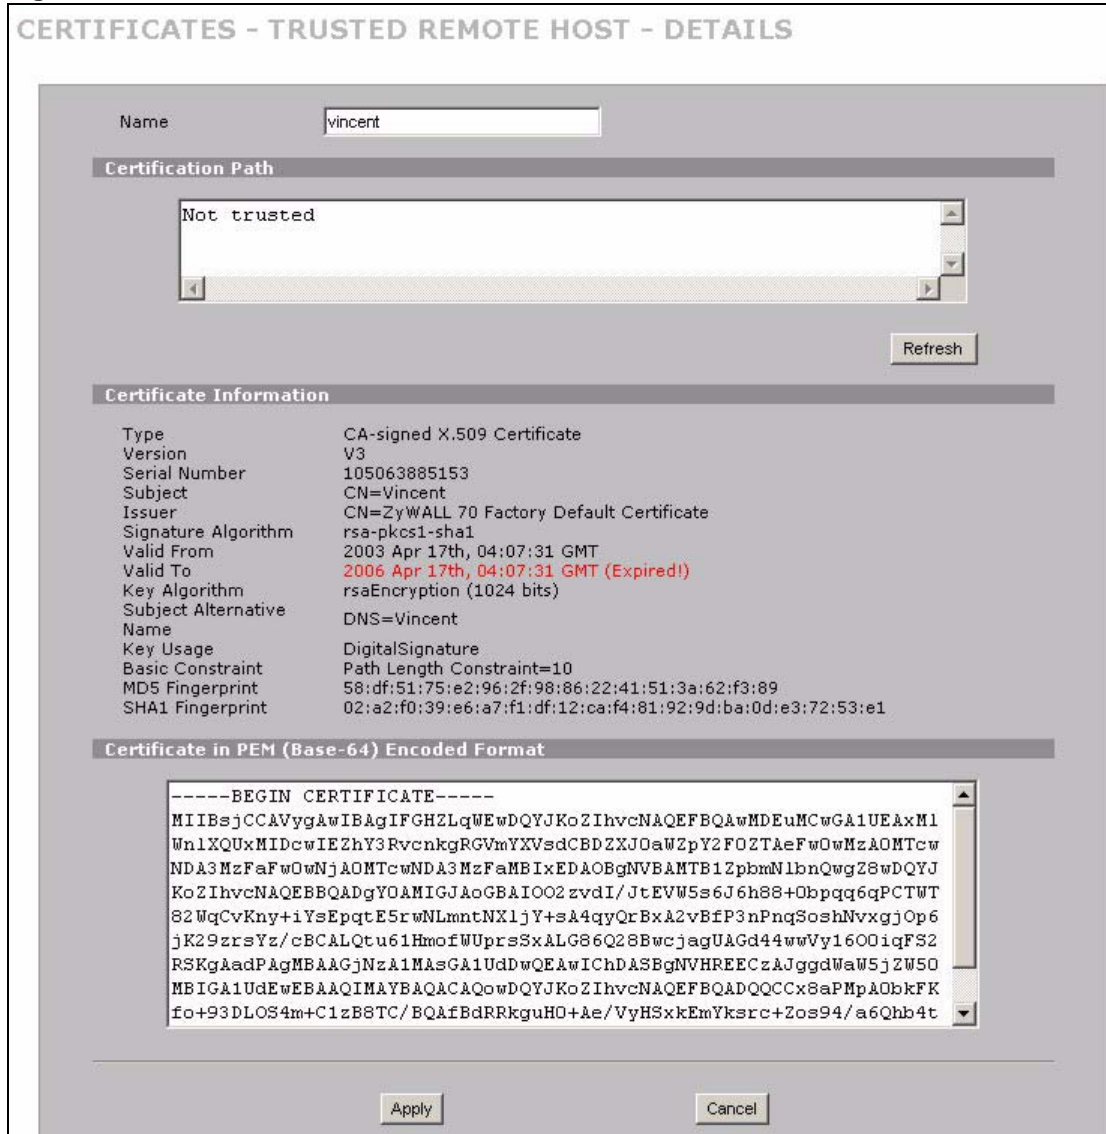 CERTIFICATES - TRUSTED REMOTE HOST - DETAILS
Name vincent
Certification Path
Not trusted
Refresh
Certificate Information
Type CA-signed X.509 Certificate
Version V3
Serial Number 105063885153
Subject CN=Vincent
Issuer CN=ZyWALL 70 Factory Default Certificate
Signature Algorithm rsa-pkcs1-sha1
Valid From 2003 Apr 17th, 04:07:31 GMT
Valid To 2006 Apr 17th, 04:07:31 GMT (Expired!)
Key Algorithm rsaEncryption (1024 bits)
Subject Alternative
Name DNS=Vincent
Key Usage DigitalSignature
Basic Constraint Path Length Constraint=10
MD5 Fingerprint 58:df:51:75:e2:96:2f:98:86:22:41:51:3a:62:f3:89
SHA1 Fingerprint 02:a2:f0:39:e6:a7:f1:df:12:ca:f4:81:92:9d:ba:0d:e3:72:53:e1
Certificate in PEM (Base-64) Encoded Format
-----BEGIN CERTIFICATE-----
MIIBsjCCAVygAwIBAgIFGHZLqWEwDQYJKoZIhvcNAQEFBQAwMDEuMCwGA1UEAxMl
WnlXQUxMIDcwIEZhY3RvcnkgRGVmYXVsdCBDZXJ0aWZpY2F0ZTAeFw0wMzA0MTcw
NDA3MzFaFw0wNjA0MTcwNDA3MzFaMBIxEDAOBgNVBAMTB1ZpbmNlbnQwgZ8wDQYJ
KoZIhvcNAQEBBQADgYOAMIGJAoGBAIOO2zvdI/JtEVW5s6J6h88+Obpqq6qPCTWT
82WqCvKny+iYsEpqtE5rwNLmntNXljY+sA4qyQrBxA2vBfP3nPnqSoshNvxgjOp6
jK29zrsYz/cBCALQtu61HmofWUprsSxALG86Q28BwcjagUAGd44wwVy16OOiqFS2
RSKgAadPAgMBAAGjNzA1MAsGA1UdDwQEAwIChDASBgNVHREECzAJggdWaW5jZW50
MBIGA1UdEwEBAAQIMAYBAQACAQowDQYJKoZIhvcNAQEFBQADQQCCx8aPMpAObkFK
fo+93DLOS4m+C1zB8TC/BQAfBdRRkguHO+Ae/VyHSxkEmYksrc+Zos94/a6Qhb4t
Apply Cancel